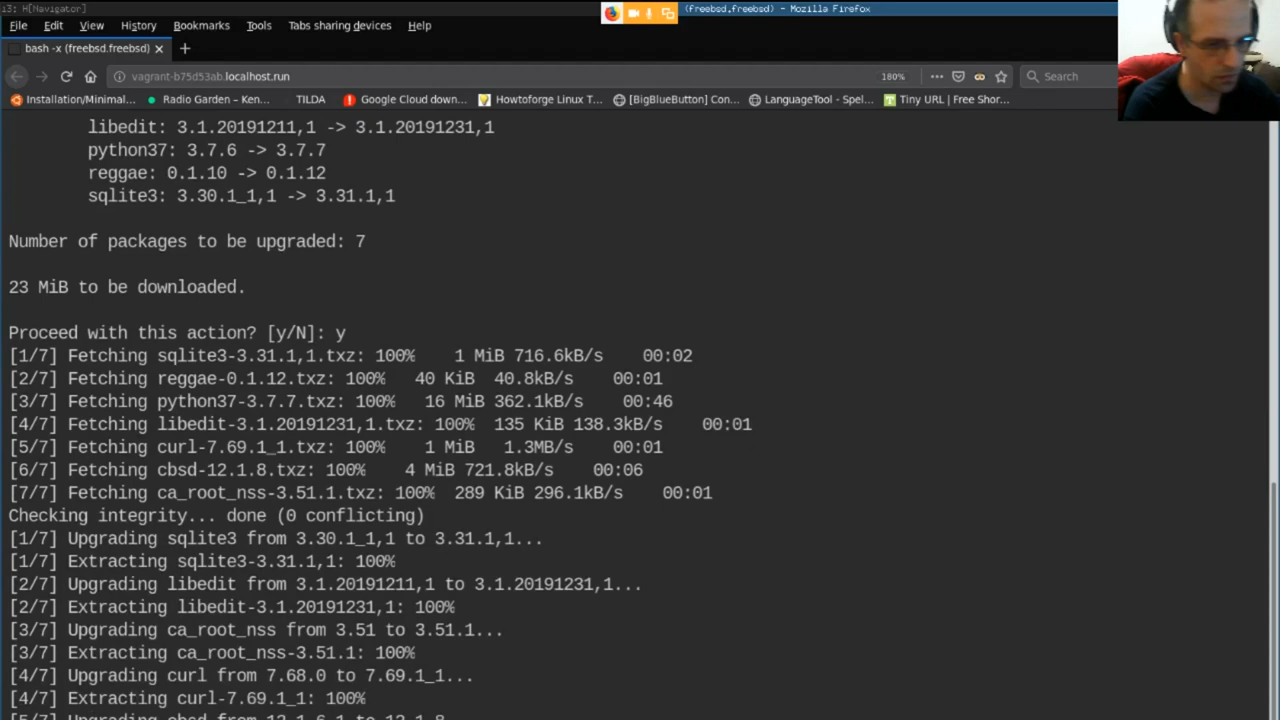 i3: H[Navigator]
(freebsd.freebsd) - Mozilla Firefox
File Edit View History Bookmarks Tools Tabs sharing devices Help
bash -x (freebsd.freebsd)
vagrant-b75d53ab.localhost.run 180% Search
Installation/Minimal... Radio Garden – Ken... TILDA Google Cloud down... Howtoforge Linux T... [BigBlueButton] Con... LanguageTool - Spel... Tiny URL | Free Shor...
libedit: 3.1.20191211,1 -> 3.1.20191231,1
python37: 3.7.6 -> 3.7.7
reggae: 0.1.10 -> 0.1.12
sqlite3: 3.30.1_1,1 -> 3.31.1,1
Number of packages to be upgraded: 7
23 MiB to be downloaded.
Proceed with this action? [y/N]: y
[1/7] Fetching sqlite3-3.31.1,1.txz: 100% 1 MiB 716.6kB/s 00:02
[2/7] Fetching reggae-0.1.12.txz: 100% 40 KiB 40.8kB/s 00:01
[3/7] Fetching python37-3.7.7.txz: 100% 16 MiB 362.1kB/s 00:46
[4/7] Fetching libedit-3.1.20191231,1.txz: 100% 135 KiB 138.3kB/s 00:01
[5/7] Fetching curl-7.69.1_1.txz: 100% 1 MiB 1.3MB/s 00:01
[6/7] Fetching cbsd-12.1.8.txz: 100% 4 MiB 721.8kB/s 00:06
[7/7] Fetching ca_root_nss-3.51.1.txz: 100% 289 KiB 296.1kB/s 00:01
Checking integrity... done (0 conflicting)
[1/7] Upgrading sqlite3 from 3.30.1_1,1 to 3.31.1,1...
[1/7] Extracting sqlite3-3.31.1,1: 100%
[2/7] Upgrading libedit from 3.1.20191211,1 to 3.1.20191231,1...
[2/7] Extracting libedit-3.1.20191231,1: 100%
[3/7] Upgrading ca_root_nss from 3.51 to 3.51.1...
[3/7] Extracting ca_root_nss-3.51.1: 100%
[4/7] Upgrading curl from 7.68.0 to 7.69.1_1...
[4/7] Extracting curl-7.69.1_1: 100%
[5/7] Upgrading cbsd from 12.1.6.1 to 12.1.8